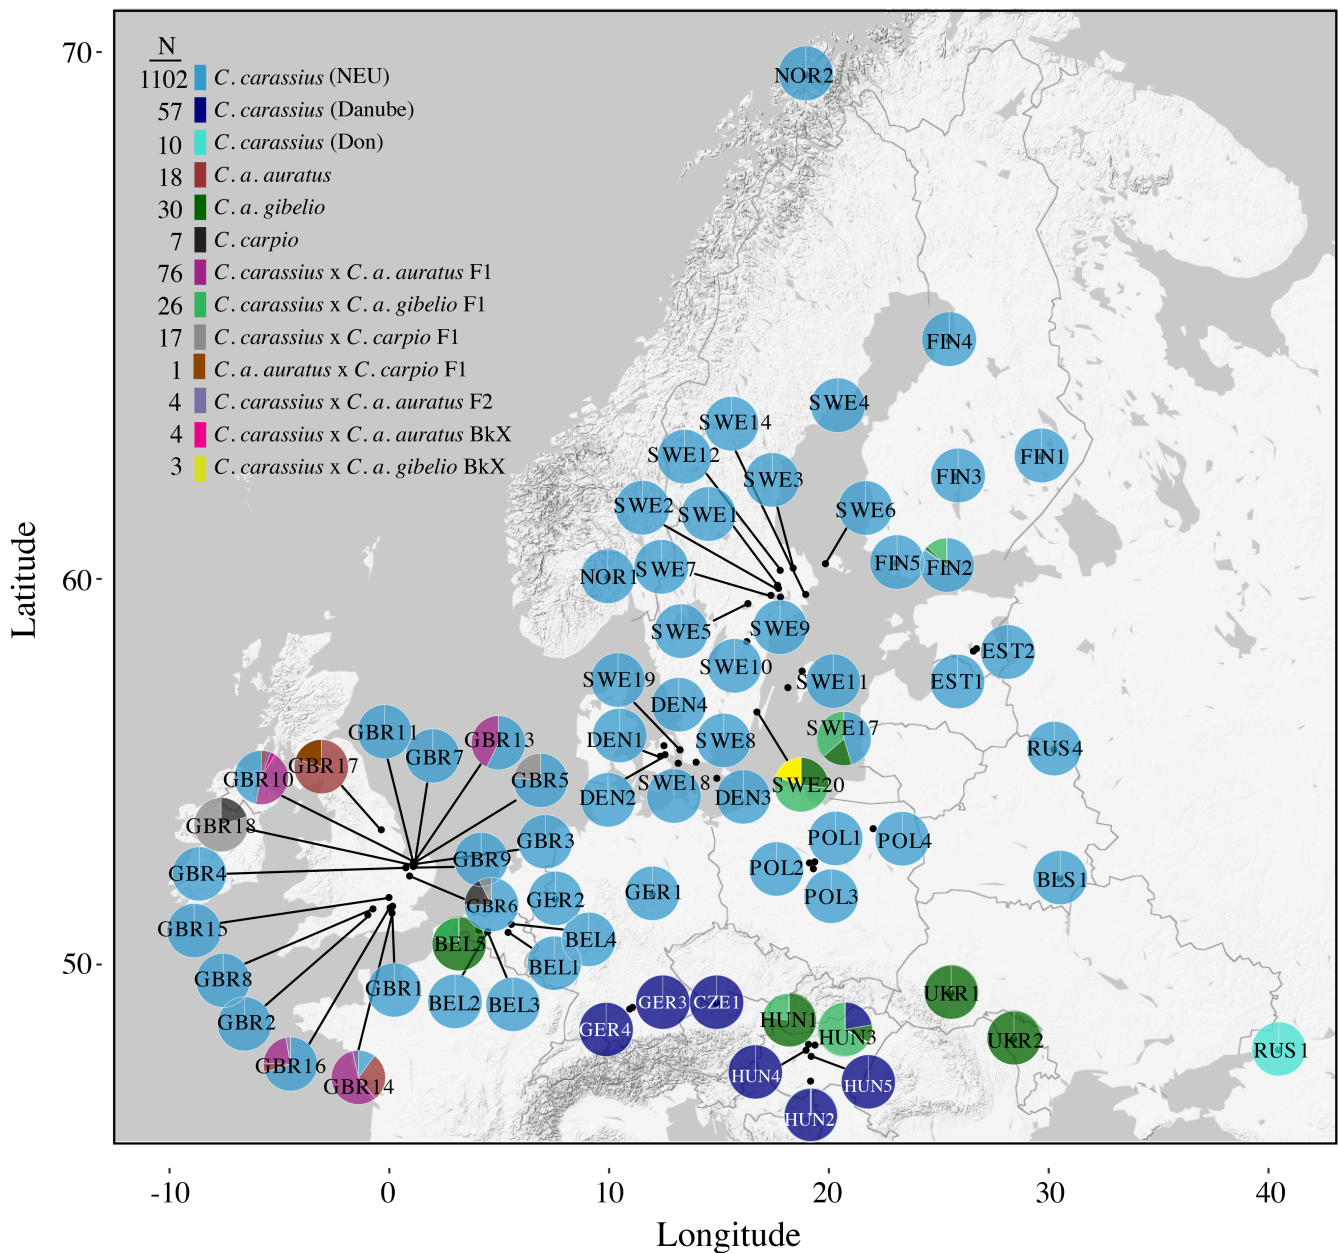 70
N
1102 C. carassius (NEU)
57 C. carassius (Danube)
10 C. carassius (Don)
18 C. a. auratus
30 C. a. gibelio
7 C. carpio
76 C. carassius x C. a. auratus F1
26 C. carassius x C. a. gibelio F1
17 C. carassius x C. carpio F1
1 C. a. auratus x C. carpio F1
4 C. carassius x C. a. auratus F2
4 C. carassius x C. a. auratus BkX
3 C. carassius x C. a. gibelio BkX
NOR2
FIN4
SWE4
SWE14
SWE12
FIN1
SWE3
FIN3
SWE2
SWE1
SWE6
60
FIN5
FIN2
NOR1
SWE7
SWE5
SWE9
EST2
SWE10
SWE19
SWE11
EST1
DEN4
GBR11
SWE17
GBR13
DEN1
SWE8
RUS4
GBR7
GBR17
GBR10
GBR5
SWE18
SWE20
DEN2
DEN3
GBR18
GBR3
POL1
POL4
GBR9
POL2
GBR4
BLS1
GER1
GER2
POL3
GBR6
GBR15
BEL5
BEL4
50
BEL1
GBR8
GBR1
UKR1
BEL2
BEL3
GER3
CZE1
GBR2
GER4
HUN1
HUN3
UKR2
RUS1
GBR16
GBR14
HUN4
HUN5
HUN2
Latitude
-10
0
10
20
30
40
Longitude